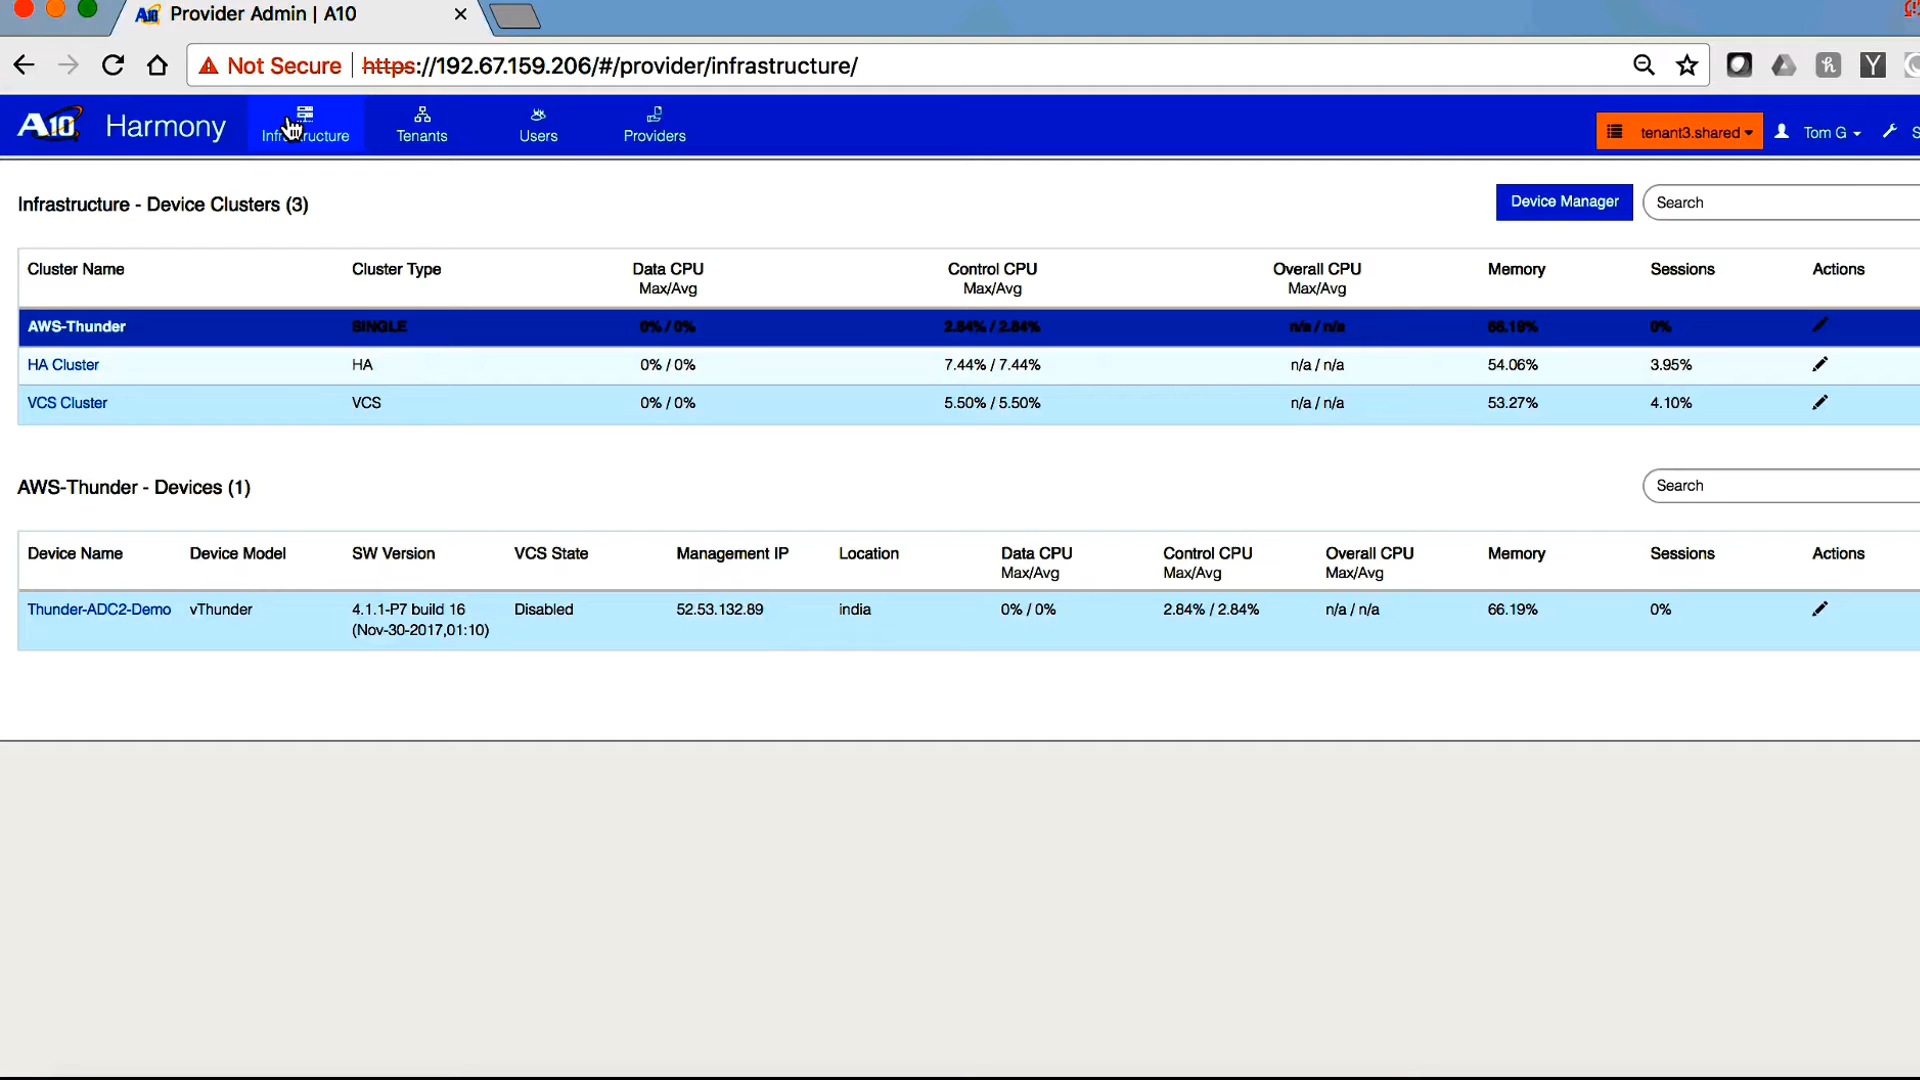 Provider Admin | A10
Not Secure | https://192.67.159.206/#/provider/infrastructure/
A10 Harmony Infrastructure Tenants Users Providers tenant3.shared Tom G S
Infrastructure - Device Clusters (3) Device Manager Search
Cluster Name Cluster Type Data CPU Control CPU Overall CPU Memory Sessions Actions
Max/Avg Max/Avg Max/Avg
AWS-Thunder SINGLE 0% / 0% 2.84% / 2.84% n/a / n/a 66.19% 0%
HA Cluster HA 0% / 0% 7.44% / 7.44% n/a / n/a 54.06% 3.95%
VCS Cluster VCS 0% / 0% 5.50% / 5.50% n/a / n/a 53.27% 4.10%
AWS-Thunder - Devices (1) Search
Device Name Device Model SW Version VCS State Management IP Location Data CPU Control CPU Overall CPU Memory Sessions Actions
Max/Avg Max/Avg Max/Avg
Thunder-ADC2-Demo vThunder 4.1.1-P7 build 16 Disabled 52.53.132.89 india 0% / 0% 2.84% / 2.84% n/a / n/a 66.19% 0%
(Nov-30-2017,01:10)